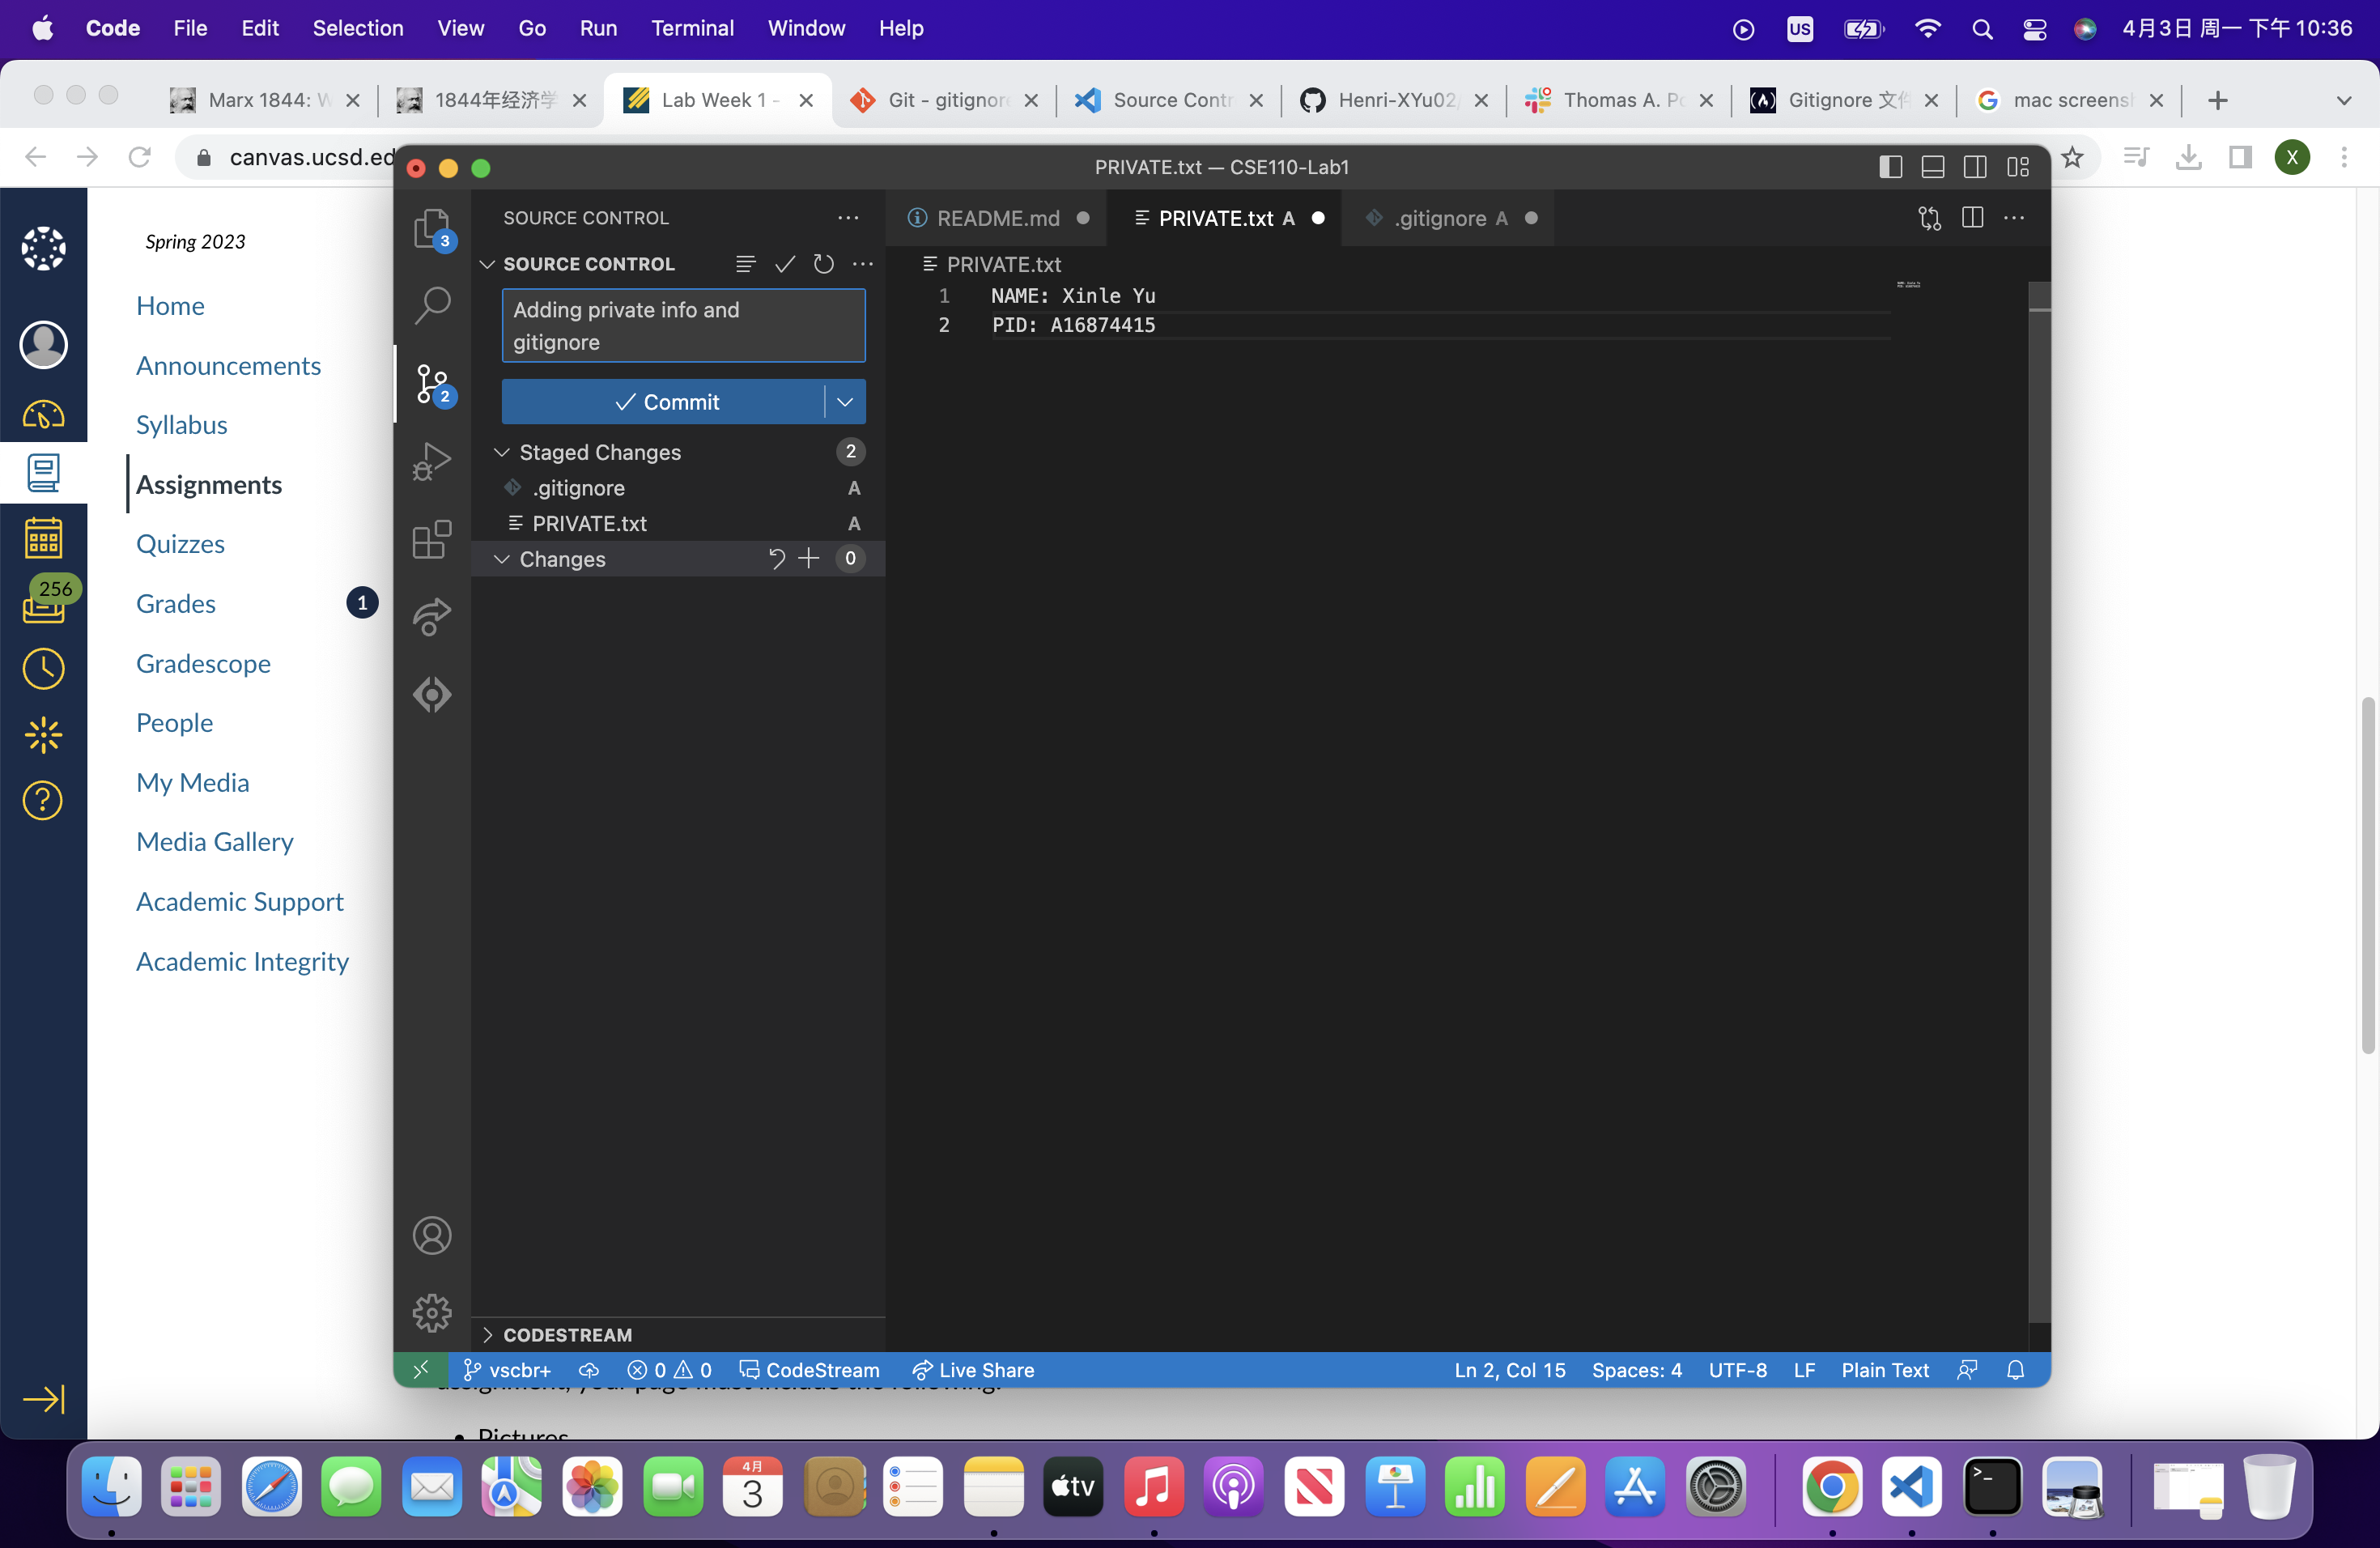 Code File Edit Selection View Go Run Terminal Window Help US 4月3日 周一 下午 10:36
Marx 1844: W 1844年经济学 Lab Week 1 - Git - gitignore Source Contr Henri-XYu02/ Thomas A. Po Gitignore 文件 mac screensh
canvas.ucsd.ed X
PRIVATE.txt — CSE110-Lab1
Spring 2023
Home
Announcements
Syllabus
Assignments
Quizzes
Grades 1
Gradescope
People
My Media
Media Gallery
Academic Support
Academic Integrity
256
3
2
SOURCE CONTROL
SOURCE CONTROL
Adding private info and
gitignore
Commit
Staged Changes 2
.gitignore A
PRIVATE.txt A
Changes 0
CODESTREAM
README.md PRIVATE.txt A .gitignore A
PRIVATE.txt
1 NAME: Xinle Yu
2 PID: A16874415
vscbr+ 0 0 CodeStream Live Share Ln 2, Col 15 Spaces: 4 UTF-8 LF Plain Text
assignment, your page must include the following:
• Pictures
4月
3
tv